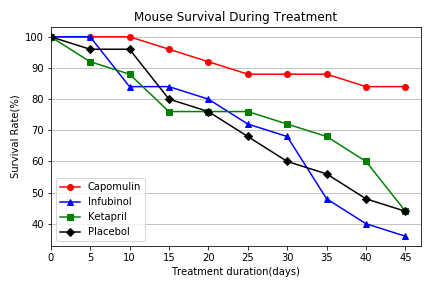 Mouse Survival During Treatment
100
90
80
70
60
50
40
Survival Rate(%)
Capomulin
Infubinol
Ketapril
Placebol
0 5 10 15 20 25 30 35 40 45
Treatment duration(days)